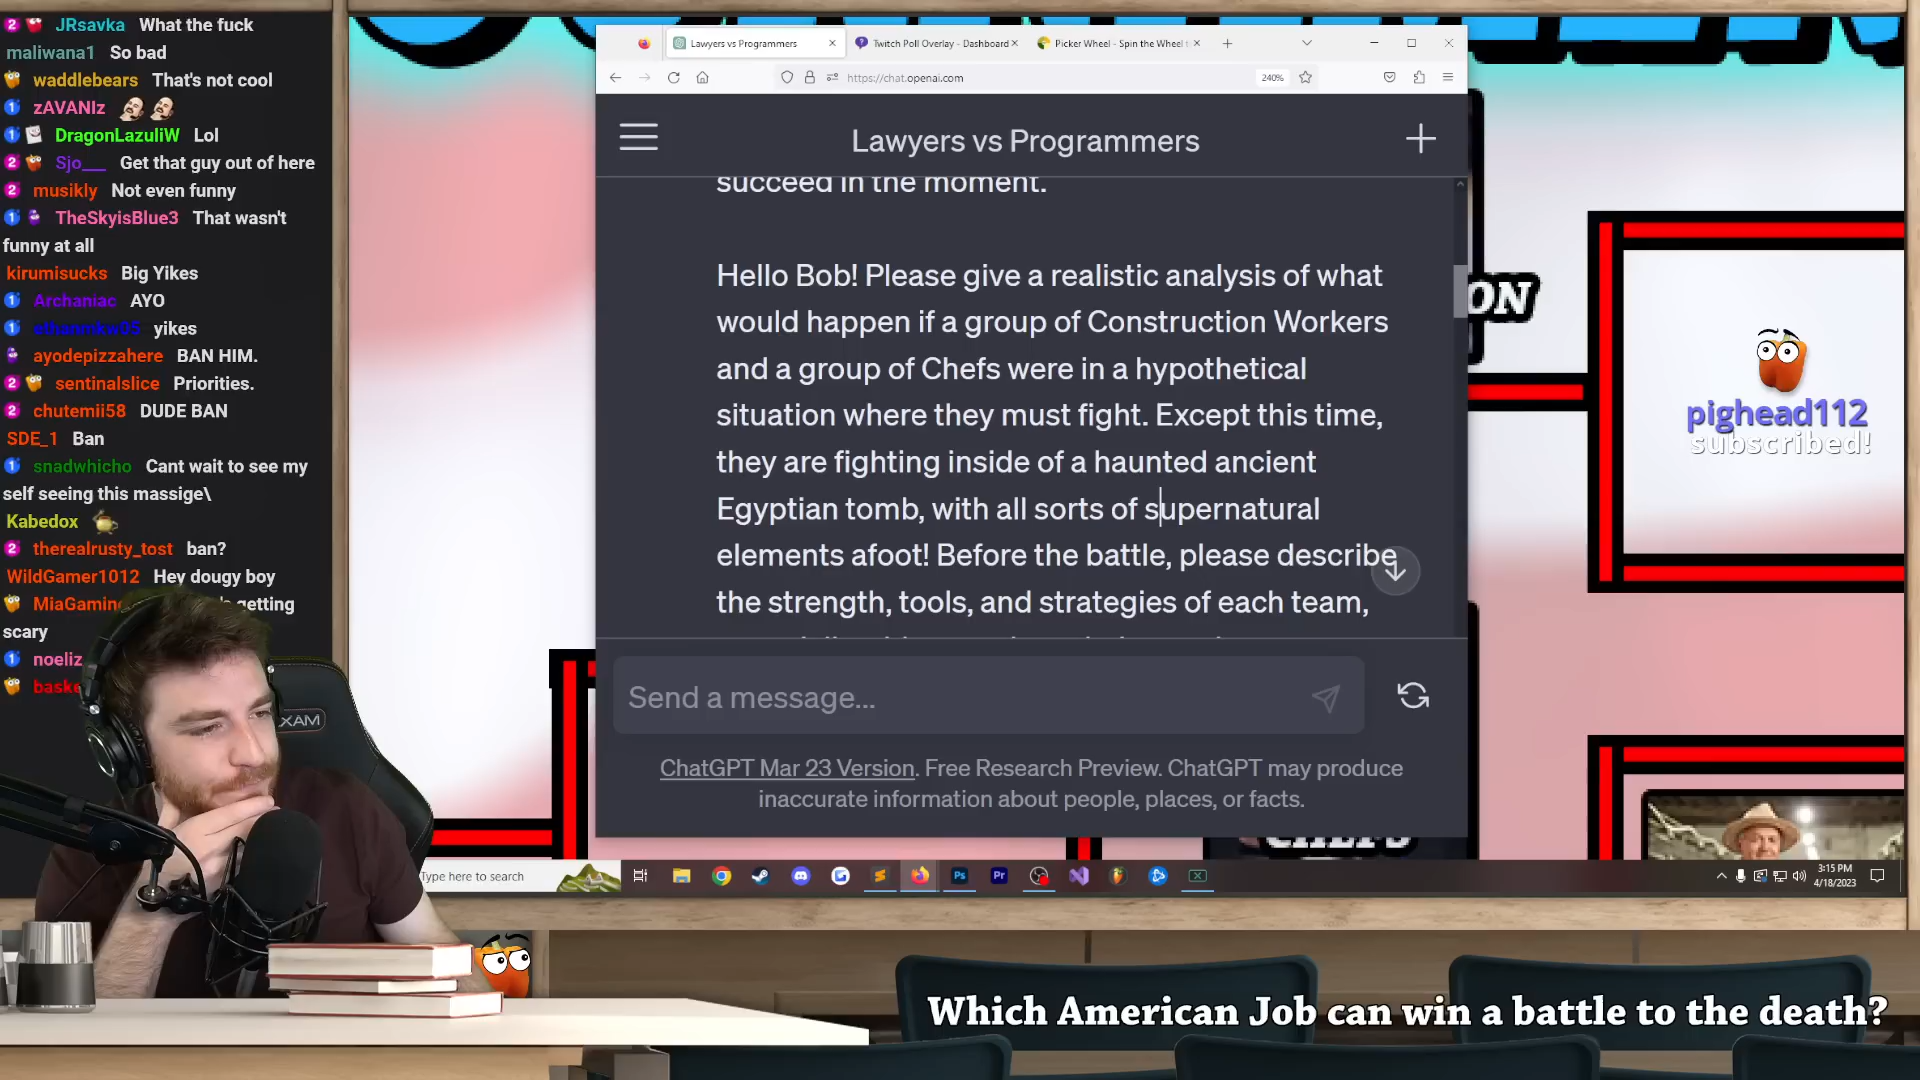 JRsavka What the fuck
maliwana1 So bad
waddlebears That's not cool
zAVANIz
DragonLazuliW Lol
Sjo___ Get that guy out of here
musikly Not even funny
TheSkyisBlue3 That wasn't
funny at all
kirumisucks Big Yikes
Archaniac AYO
ethanmkw05 yikes
ayodepizzahere BAN HIM.
sentinalslice Priorities.
chutemii58 DUDE BAN
SDE_1 Ban
snadwhicho Cant wait to see my
self seeing this massige\
Kabedox
therealrusty_tost ban?
WildGamer1012 Hey dougy boy
getting
scary
noeliz
Lawyers vs Programmers
Twitch Poll Overlay - Dashboard
Picker Wheel - Spin the Wheel
https://chat.openai.com
240%
Lawyers vs Programmers
succeed in the moment.
Hello Bob! Please give a realistic analysis of what
would happen if a group of Construction Workers
and a group of Chefs were in a hypothetical
situation where they must fight. Except this time,
they are fighting inside of a haunted ancient
Egyptian tomb, with all sorts of supernatural
elements afoot! Before the battle, please describe
the strength, tools, and strategies of each team,
Send a message...
ChatGPT Mar 23 Version. Free Research Preview. ChatGPT may produce
inaccurate information about people, places, or facts.
ON
pighead112
subscribed!
CHEFS
XAM
Type here to search
Ps
Pr
3:15 PM
4/18/2023
Which American Job can win a battle to the death?